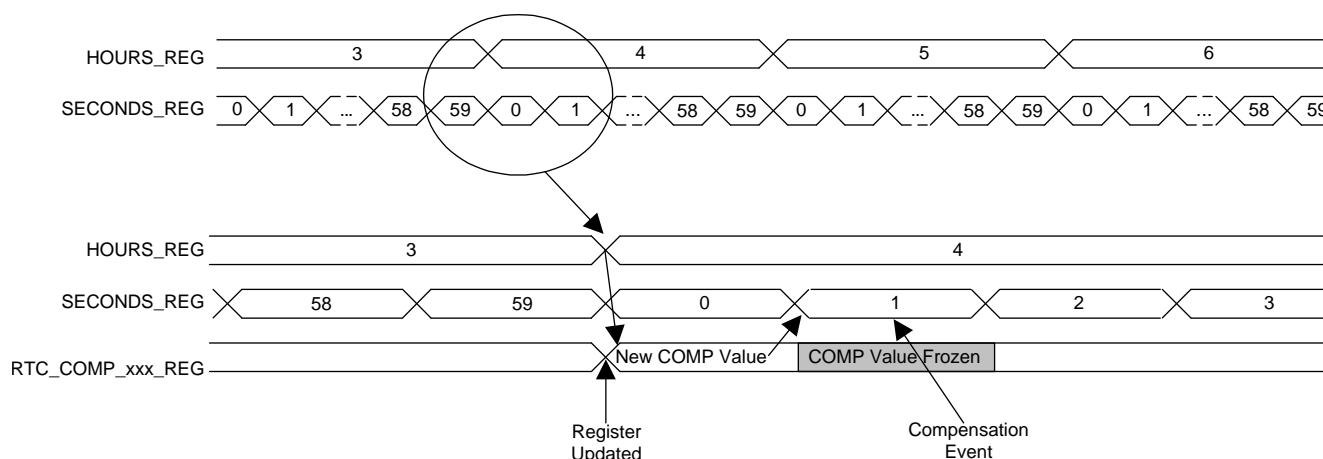 HOURS_REG 3 4 5 6
SECONDS_REG 0 1 ... 58 59 0 1 ... 58 59 0 1 ... 58 59 0 1 ... 58 59
HOURS_REG 3 4
SECONDS_REG 58 59 0 1 2 3
RTC_COMP_xxx_REG New COMP Value COMP Value Frozen
Register
Updated
Compensation
Event